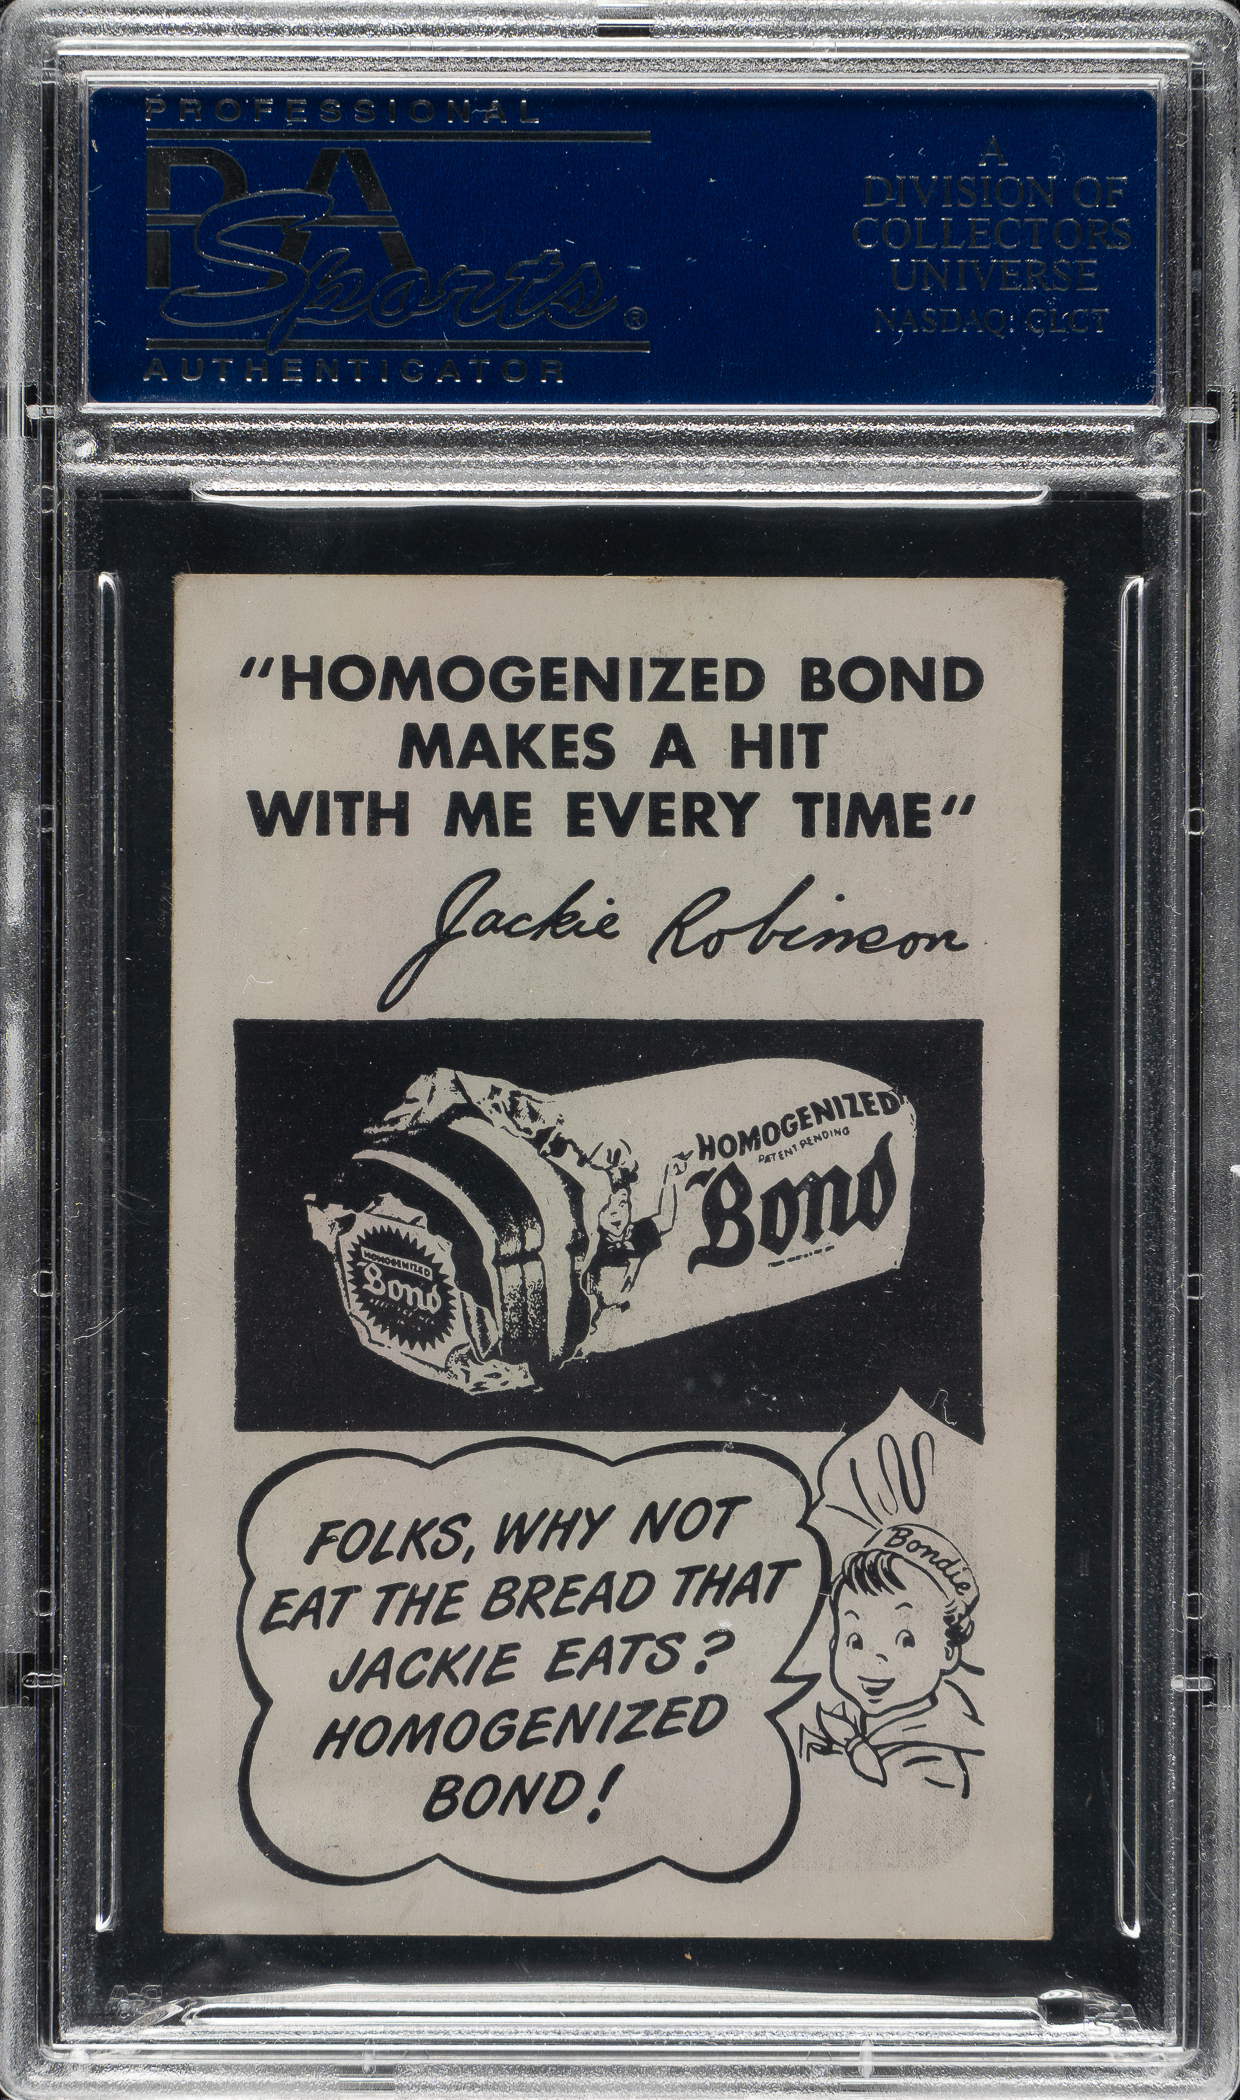 PROFESSIONAL
PSA
Sports®
AUTHENTICATOR
A
DIVISION OF
COLLECTORS
UNIVERSE
NASDAQ: CLCT
"HOMOGENIZED BOND
MAKES A HIT
WITH ME EVERY TIME"
Jackie Robinson
HOMOGENIZED
PATENT PENDING
Bond
HOMOGENIZED
Bond
Bondie
FOLKS, WHY NOT
EAT THE BREAD THAT
JACKIE EATS?
HOMOGENIZED
BOND!